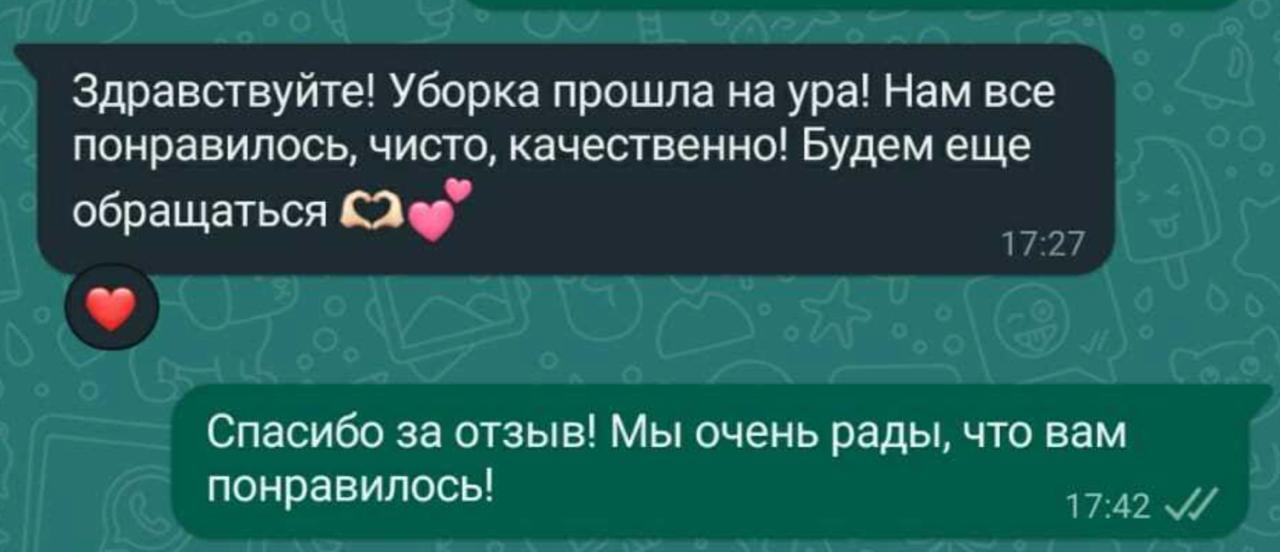 Здравствуйте! Уборка прошла на ура! Нам все
понравилось, чисто, качественно! Будем еще
обращаться 🫶🏻💕
17:27
❤️
Спасибо за отзыв! Мы очень рады, что вам
понравилось!
17:42